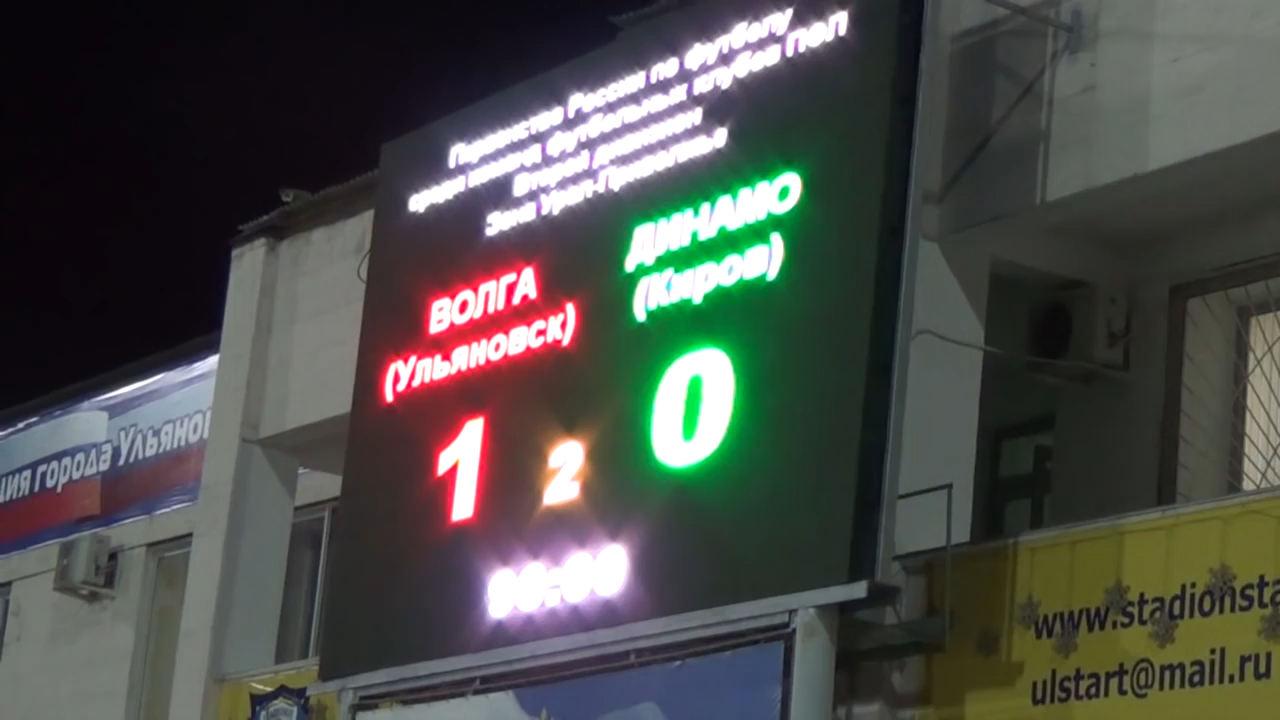 Первенство России по футболу
среди команд футбольных клубов ПФЛ
Второй дивизион
Зона Урал-Приволжье
ВОЛГА
(Ульяновск)
ДИНАМО
(Киров)
1
2
0
90:00
ция города Ульянов
www.stadionsta
ulstart@mail.ru